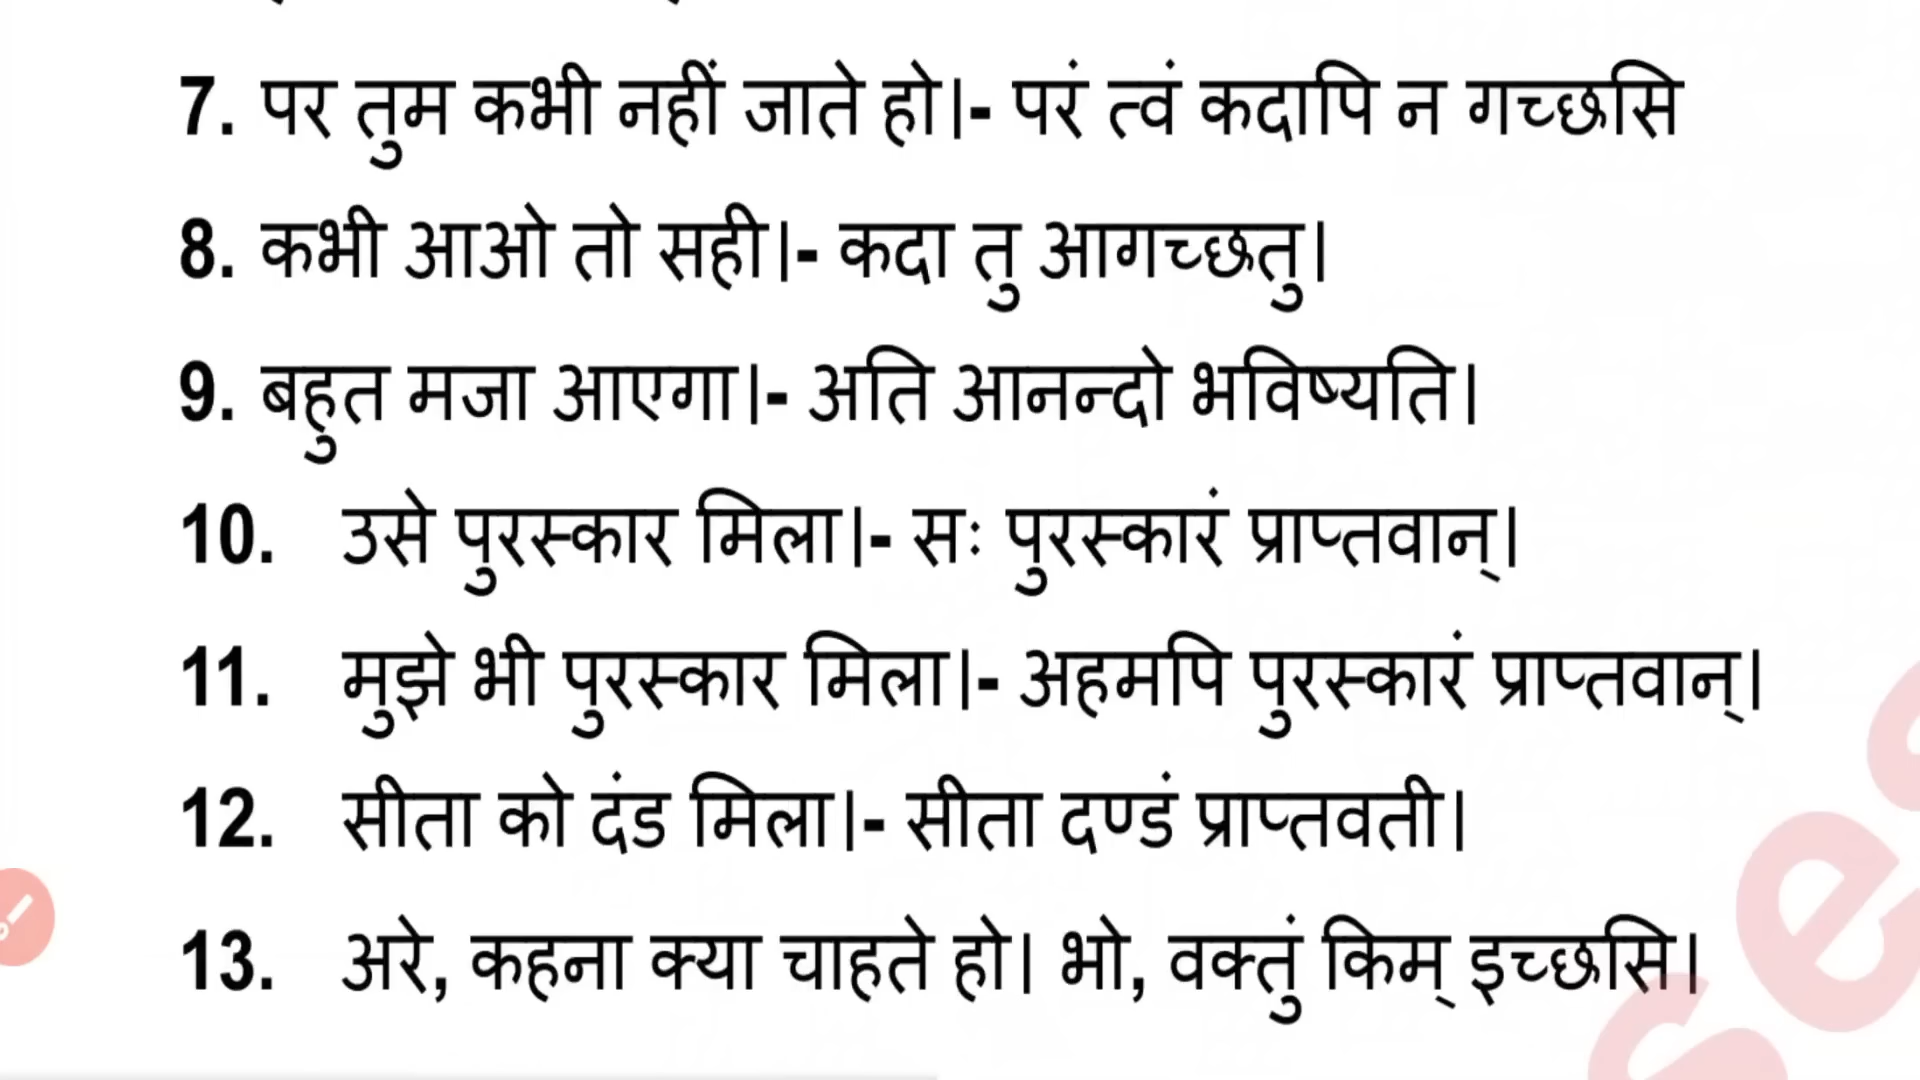 7. पर तुम कभी नहीं जाते हो।- परं त्वं कदापि न गच्छसि
8. कभी आओ तो सही।- कदा तु आगच्छतु।
9. बहुत मजा आएगा।- अति आनन्दो भविष्यति।
10. उसे पुरस्कार मिला।- सः पुरस्कारं प्राप्तवान्।
11. मुझे भी पुरस्कार मिला।- अहमपि पुरस्कारं प्राप्तवान्।
12. सीता को दंड मिला।- सीता दण्डं प्राप्तवती।
13. अरे, कहना क्या चाहते हो। भो, वक्तुं किम् इच्छसि।